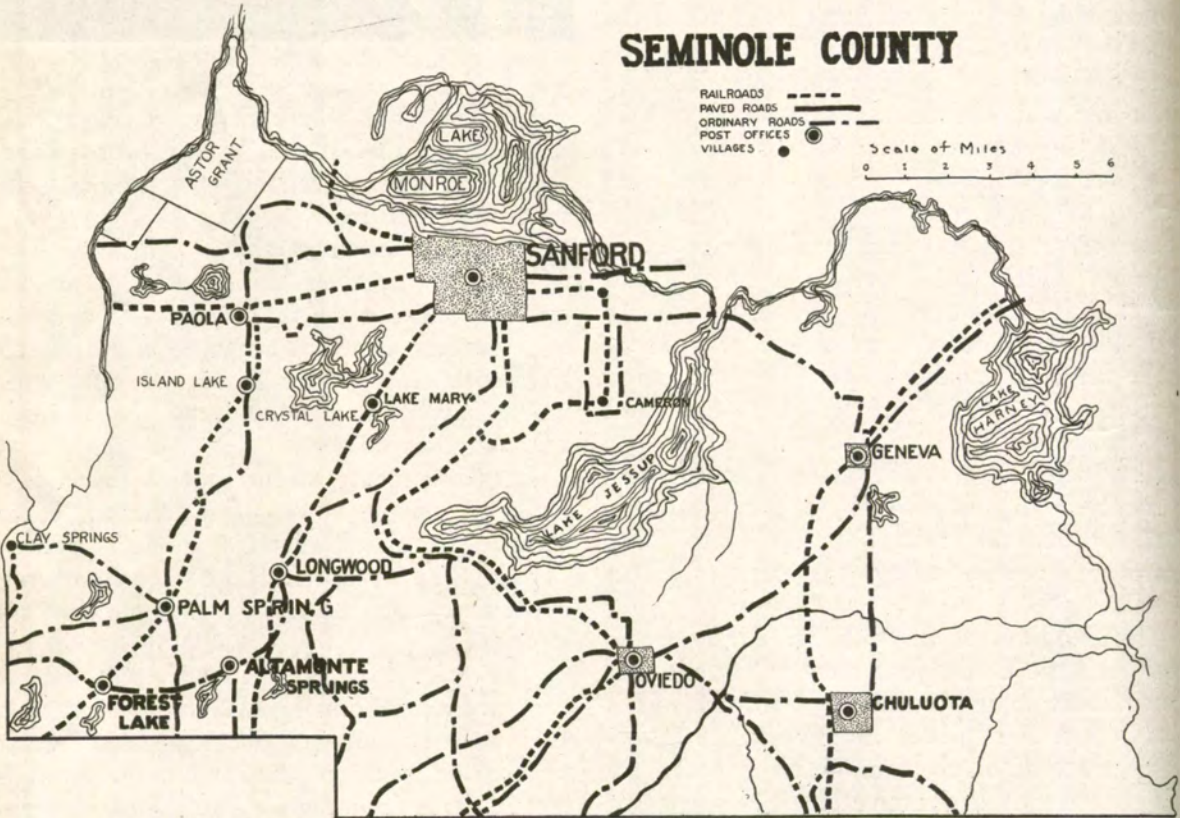 SEMINOLE COUNTY
RAILROADS
PAVED ROADS
ORDINARY ROADS
POST OFFICES
VILLAGES
Scale of Miles
0 1 2 3 4 5 6
ASTOR
GRANT
LAKE
MONROE
SANFORD
PAOLA
ISLAND LAKE
CRYSTAL LAKE
LAKE MARY
CAMERON
LAKE
HARNEY
GENEVA
LAKE JESSUP
CLAY SPRINGS
LONGWOOD
PALM SPRING
ALTAMONTE
SPRINGS
FOREST
LAKE
OVIEDO
CHULUOTA